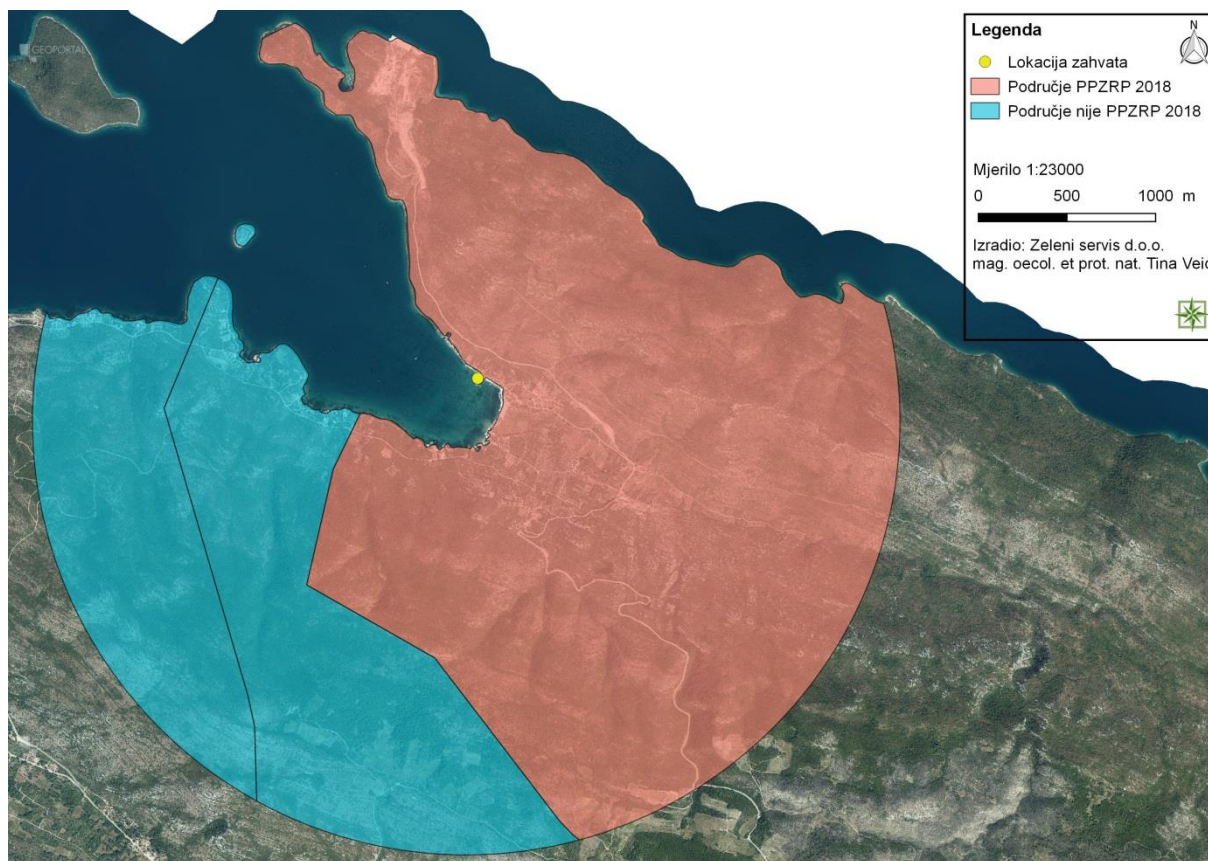 GEOPORTAL
Legenda
N
Lokacija zahvata
Područje PPZRP 2018
Područje nije PPZRP 2018
Mjerilo 1:23000
0 500 1000 m
Izradio: Zeleni servis d.o.o.
mag. oecol. et prot. nat. Tina Veić